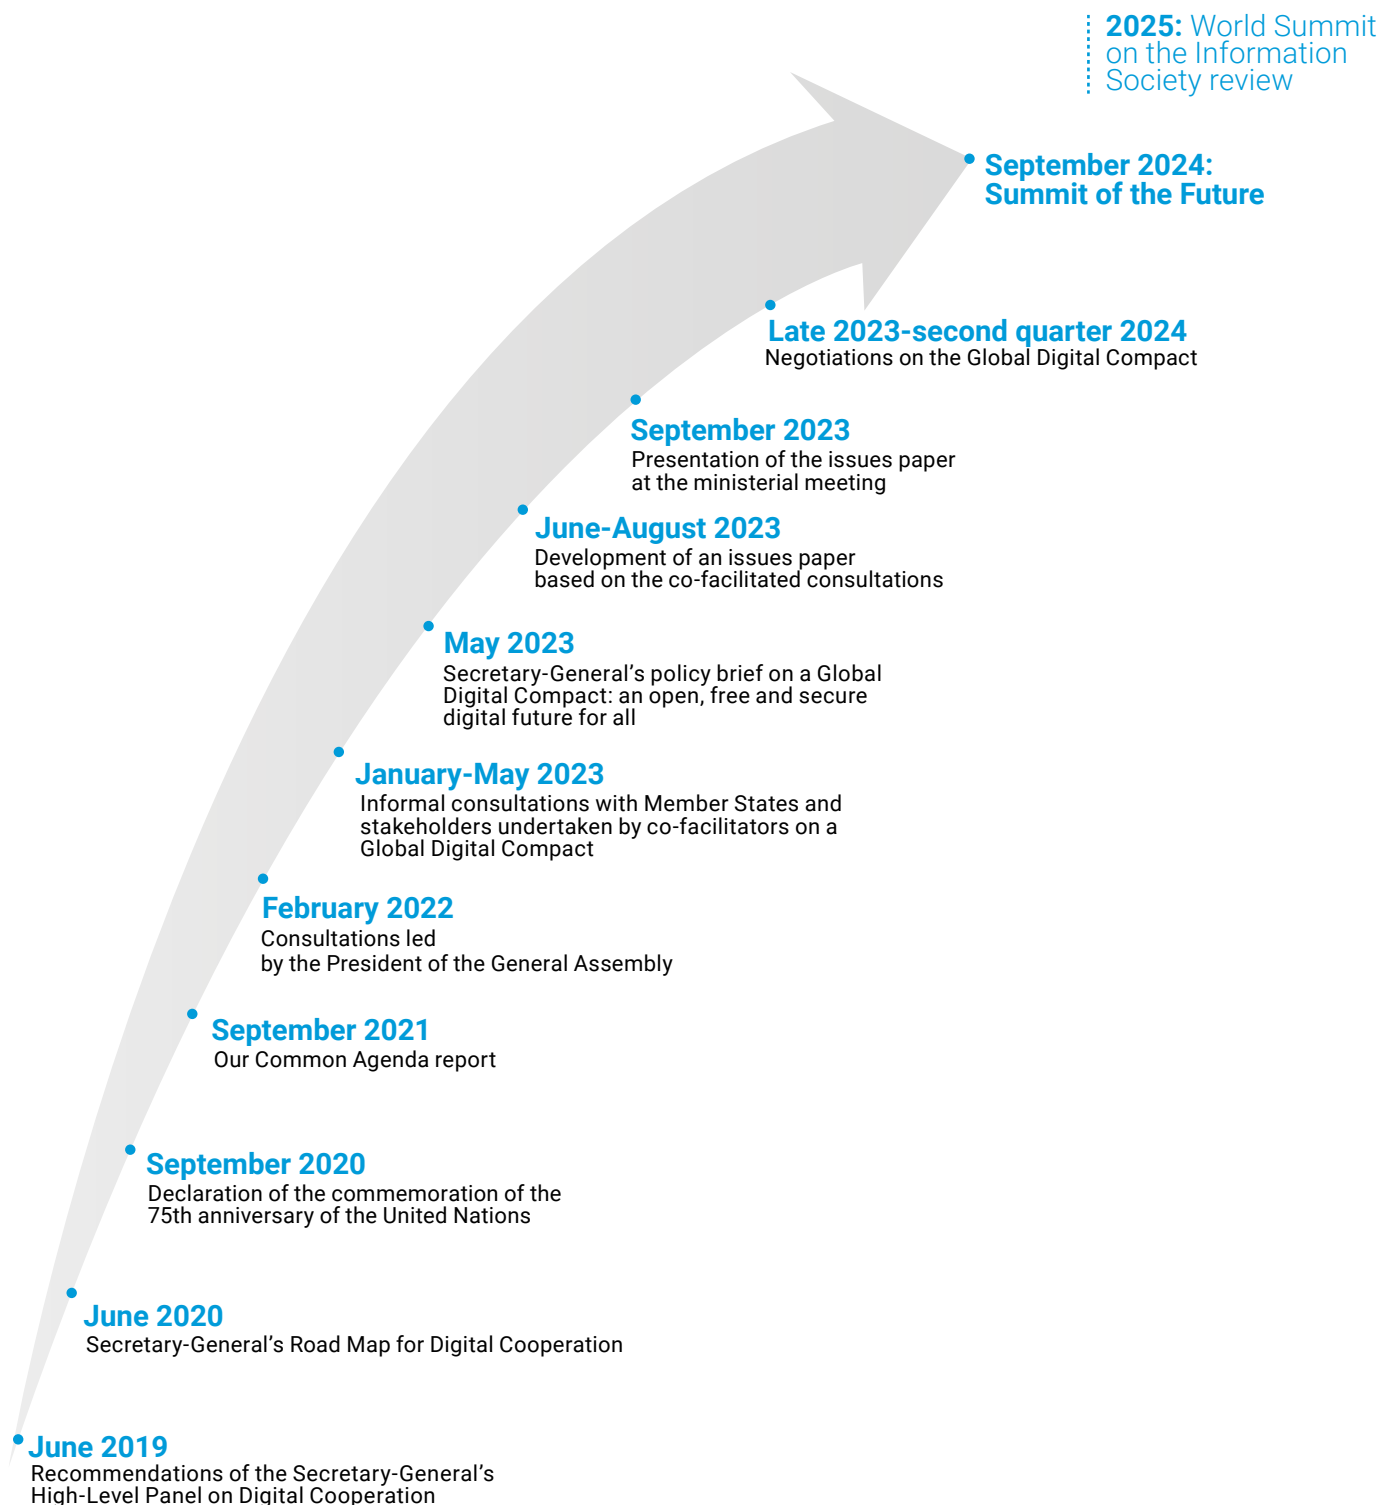 2025: World Summit
on the Information
Society review
September 2024:
Summit of the Future
Late 2023-second quarter 2024
Negotiations on the Global Digital Compact
September 2023
Presentation of the issues paper
at the ministerial meeting
June-August 2023
Development of an issues paper
based on the co-facilitated consultations
May 2023
Secretary-General’s policy brief on a Global
Digital Compact: an open, free and secure
digital future for all
January-May 2023
Informal consultations with Member States and
stakeholders undertaken by co-facilitators on a
Global Digital Compact
February 2022
Consultations led
by the President of the General Assembly
September 2021
Our Common Agenda report
September 2020
Declaration of the commemoration of the
75th anniversary of the United Nations
June 2020
Secretary-General’s Road Map for Digital Cooperation
June 2019
Recommendations of the Secretary-General’s
High-Level Panel on Digital Cooperation